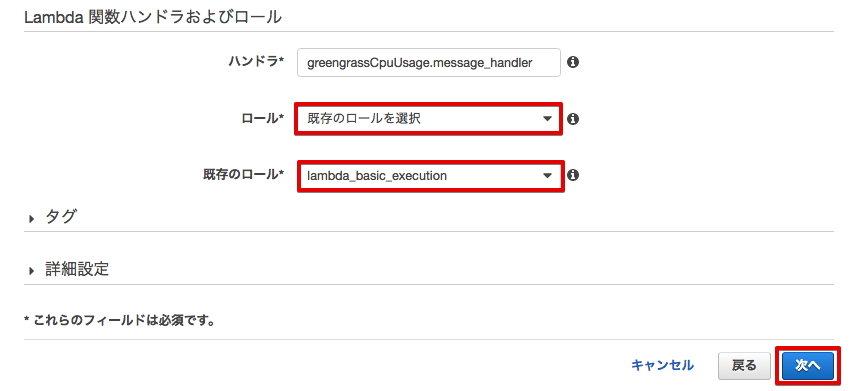 Lambda 関数ハンドラおよびロール
ハンドラ* greengrassCpuUsage.message_handler
ロール* 既存のロールを選択
既存のロール* lambda_basic_execution
タグ
詳細設定
* これらのフィールドは必須です。
キャンセル 戻る 次へ